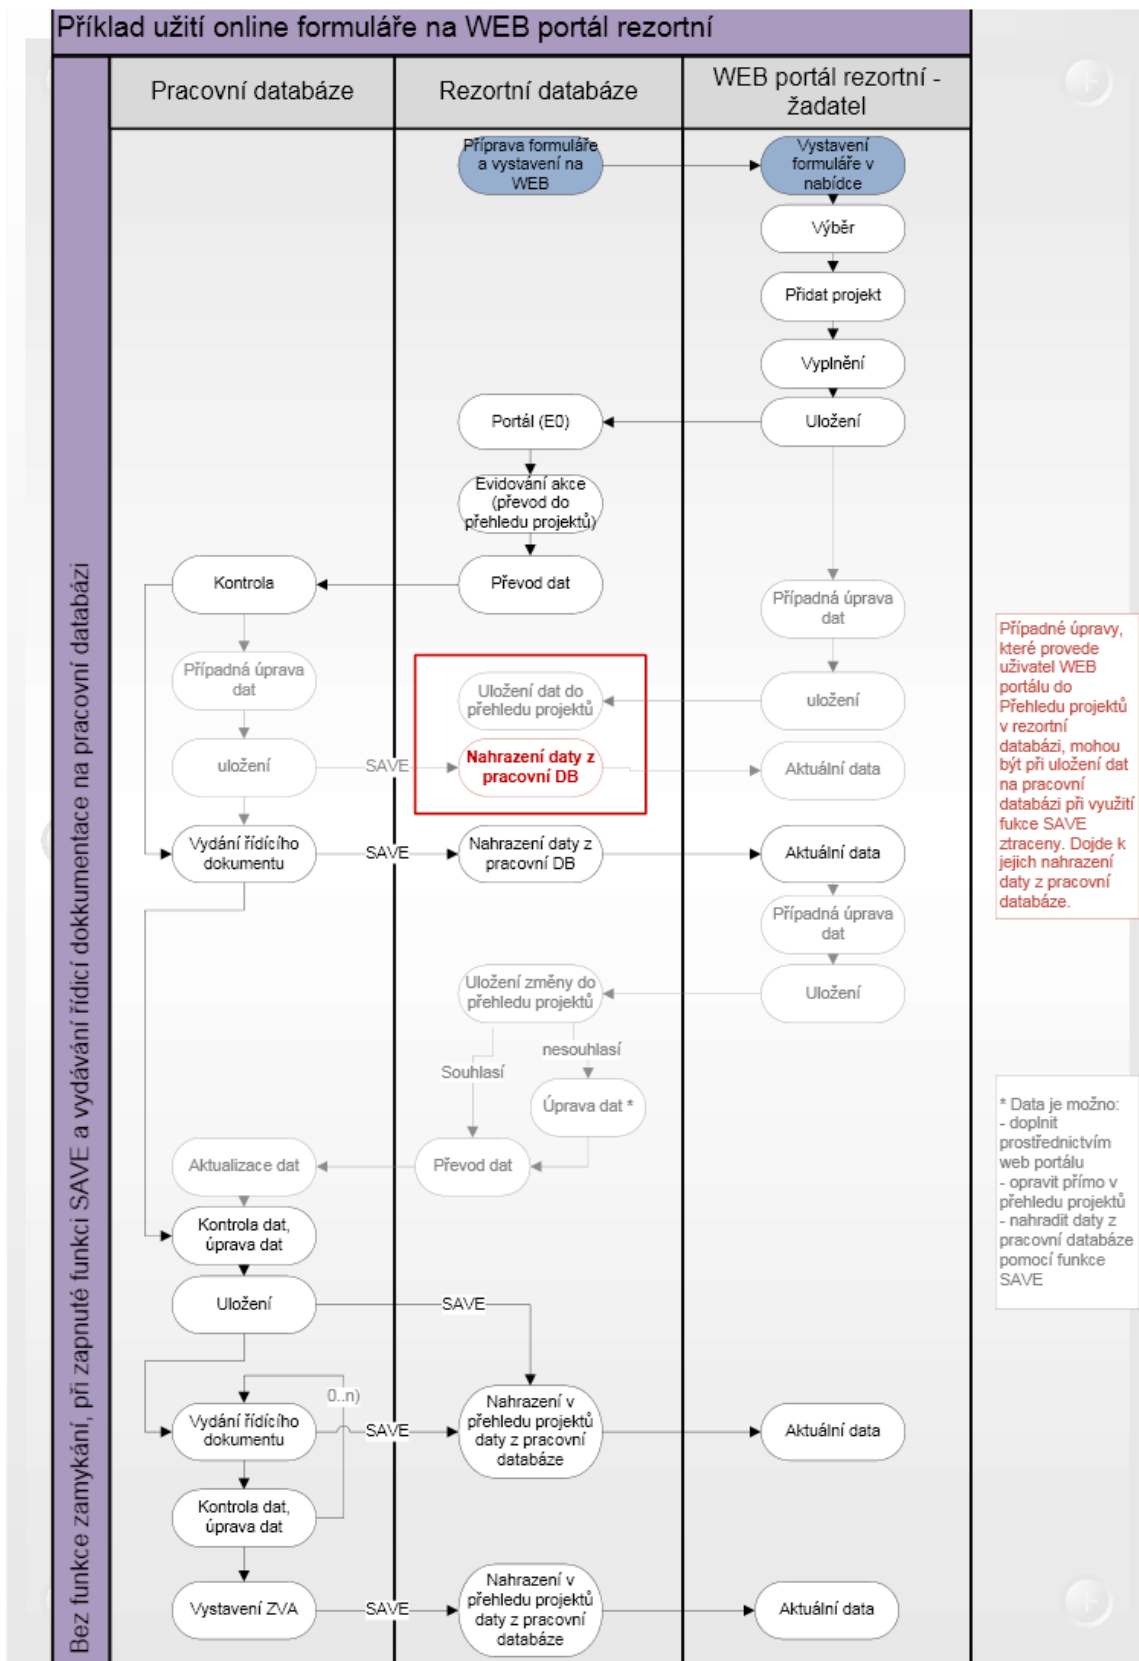 Příklad užití online formuláře na WEB portál rezortní
Bez funkce zamykání, při zapnuté funkci SAVE a vydávání řídicí dokkumentace na pracovní databázi
Pracovní databáze
Rezortní databáze
WEB portál rezortní -
žadatel
Příprava formuláře
a vystavení na
WEB
Vystavení
formuláře v
nabídce
Výběr
Přidat projekt
Vyplnění
Portál (E0)
Uložení
Evidování akce
(převod do
přehledu projektů)
Kontrola
Převod dat
Případná úprava
dat
Případná úprava
dat
Uložení dat do
přehledu projektů
uložení
uložení
SAVE
Nahrazení daty z
pracovní DB
Aktuální data
Vydání řídícího
dokumentu
SAVE
Nahrazení daty z
pracovní DB
Aktuální data
Případná úprava
dat
Uložení změny do
přehledu projektů
Uložení
nesouhlasí
Souhlasí
Úprava dat *
Aktualizace dat
Převod dat
Kontrola dat,
úprava dat
Uložení
SAVE
0..n)
Vydání řídícího
dokumentu
SAVE
Nahrazení v
přehledu projektů
daty z pracovní
databáze
Aktuální data
Kontrola dat,
úprava dat
Vystavení ZVA
SAVE
Nahrazení v
přehledu projektů
daty z pracovní
databáze
Aktuální data
Případné úpravy,
které provede
uživatel WEB
portálu do
Přehledu projektů
v rezortní
databázi, mohou
být při uložení dat
na pracovní
databázi při využití
fukce SAVE
ztraceny. Dojde k
jejich nahrazení
daty z pracovní
databáze.
* Data je možno:
- doplnit
prostřednictvím
web portálu
- opravit přímo v
přehledu projektů
- nahradit daty z
pracovní databáze
pomocí funkce
SAVE